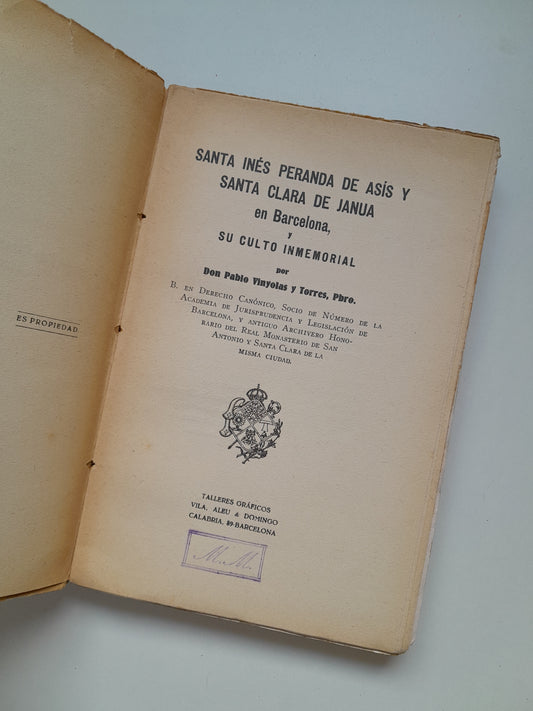 ES PROPIEDAD.
SANTA INÉS PERANDA DE ASÍS Y
SANTA CLARA DE JANUA
en Barcelona,
y
SU CULTO INMEMORIAL
por
Don Pablo Vinyolas y Torres, Pbro.
B. EN DERECHO CANÓNICO, SOCIO DE NÚMERO DE LA
ACADEMIA DE JURISPRUDENCIA Y LEGISLACIÓN DE
BARCELONA, Y ANTIGUO ARCHIVERO HONO-
RARIO DEL REAL MONASTERIO DE SAN
ANTONIO Y SANTA CLARA DE LA
MISMA CIUDAD.
TALLERES GRÁFICOS
VILA, ALEU & DOMINGO
CALABRIA, 89-BARCELONA